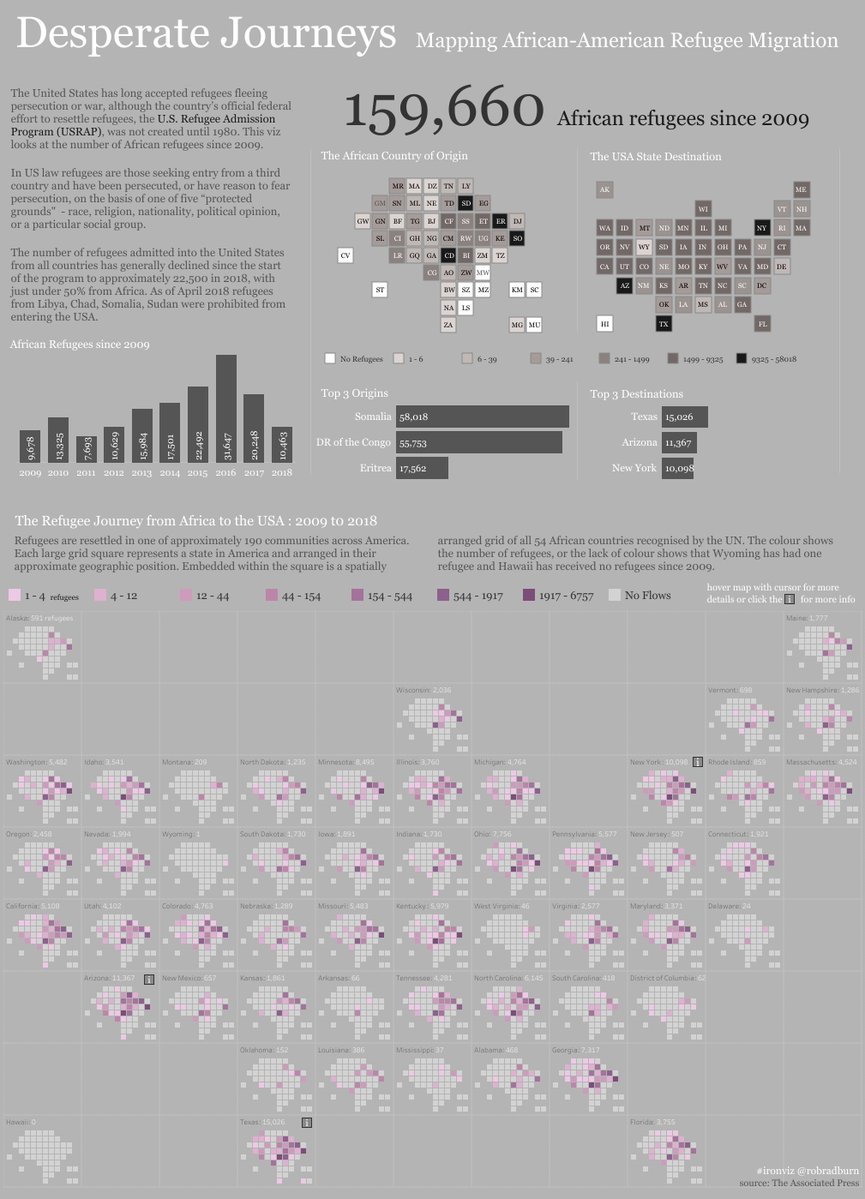 Desperate Journeys Mapping African-American Refugee Migration
The United States has long accepted refugees fleeing
persecution or war, although the country's official federal
effort to resettle refugees, the U.S. Refugee Admission
Program (USRAP), was not created until 1980. This viz
looks at the number of African refugees since 2009.
In US law refugees are those seeking entry from a third
country and have been persecuted, or have reason to fear
persecution, on the basis of one of five "protected
grounds" - race, religion, nationality, political opinion,
or a particular social group.
The number of refugees admitted into the United States
from all countries has generally declined since the start
of the program to approximately 22,500 in 2018, with
just under 50% from Africa. As of April 2018 refugees
from Libya, Chad, Somalia, Sudan were prohibited from
entering the USA.
African Refugees since 2009
9,678 13,325 7,693 10,629 15,984 17,501 22,492 31,647 20,248 10,463
2009 2010 2011 2012 2013 2014 2015 2016 2017 2018
159,660 African refugees since 2009
The African Country of Origin
MR MA DZ TN LY
GM SN ML NE TD SD EG
GW GN BF TG BJ CF SS ET ER DJ
SL CI GH NG CM RW UG KE SO
CV LR GQ GA CD BI ZM TZ
CG AO ZW MW
ST BW SZ MZ KM SC
NA LS
ZA MG MU
The USA State Destination
AK ME
WI VT NH
WA ID MT ND MN IL MI NY RI MA
OR NV WY SD IA IN OH PA NJ CT
CA UT CO NE MO KY WV VA MD DE
AZ NM KS AR TN NC SC DC
OK LA MS AL GA
HI TX FL
No Refugees 1 - 6 6 - 39 39 - 241 241 - 1499 1499 - 9325 9325 - 58018
Top 3 Origins
Somalia 58,018
DR of the Congo 55,753
Eritrea 17,562
Top 3 Destinations
Texas 15,026
Arizona 11,367
New York 10,098
The Refugee Journey from Africa to the USA : 2009 to 2018
Refugees are resettled in one of approximately 190 communities across America.
Each large grid square represents a state in America and arranged in their
approximate geographic position. Embedded within the square is a spatially
arranged grid of all 54 African countries recognised by the UN. The colour shows
the number of refugees, or the lack of colour shows that Wyoming has had one
refugee and Hawaii has received no refugees since 2009.
1 - 4 refugees 4 - 12 12 - 44 44 - 154 154 - 544 544 - 1917 1917 - 6757 No Flows
hover map with cursor for more
details or click the i for more info
Alaska: 591 refugees Maine: 1,777
Wisconsin: 2,036 Vermont: 698 New Hampshire: 1,286
Washington: 5,482 Idaho: 3,541 Montana: 209 North Dakota: 1,235 Minnesota: 8,495 Illinois: 3,760 Michigan: 4,764 New York: 10,098 i Rhode Island: 859 Massachusetts: 4,524
Oregon: 2,458 Nevada: 1,994 Wyoming: 1 South Dakota: 1,730 Iowa: 1,891 Indiana: 1,730 Ohio: 7,756 Pennsylvania: 5,577 New Jersey: 507 Connecticut: 1,921
California: 5,108 Utah: 4,102 Colorado: 4,763 Nebraska: 1,289 Missouri: 5,483 Kentucky: 5,979 West Virginia: 46 Virginia: 2,577 Maryland: 3,371 Delaware: 24
Arizona: 11,367 i New Mexico: 657 Kansas: 1,861 Arkansas: 66 Tennessee: 4,281 North Carolina: 6,145 South Carolina: 418 District of Columbia: 62
Oklahoma: 152 Louisiana: 386 Mississippi: 37 Alabama: 468 Georgia: 7,317
Hawaii: 0 Texas: 15,026 i Florida: 3,755
#ironviz @robradburn
source: The Associated Press